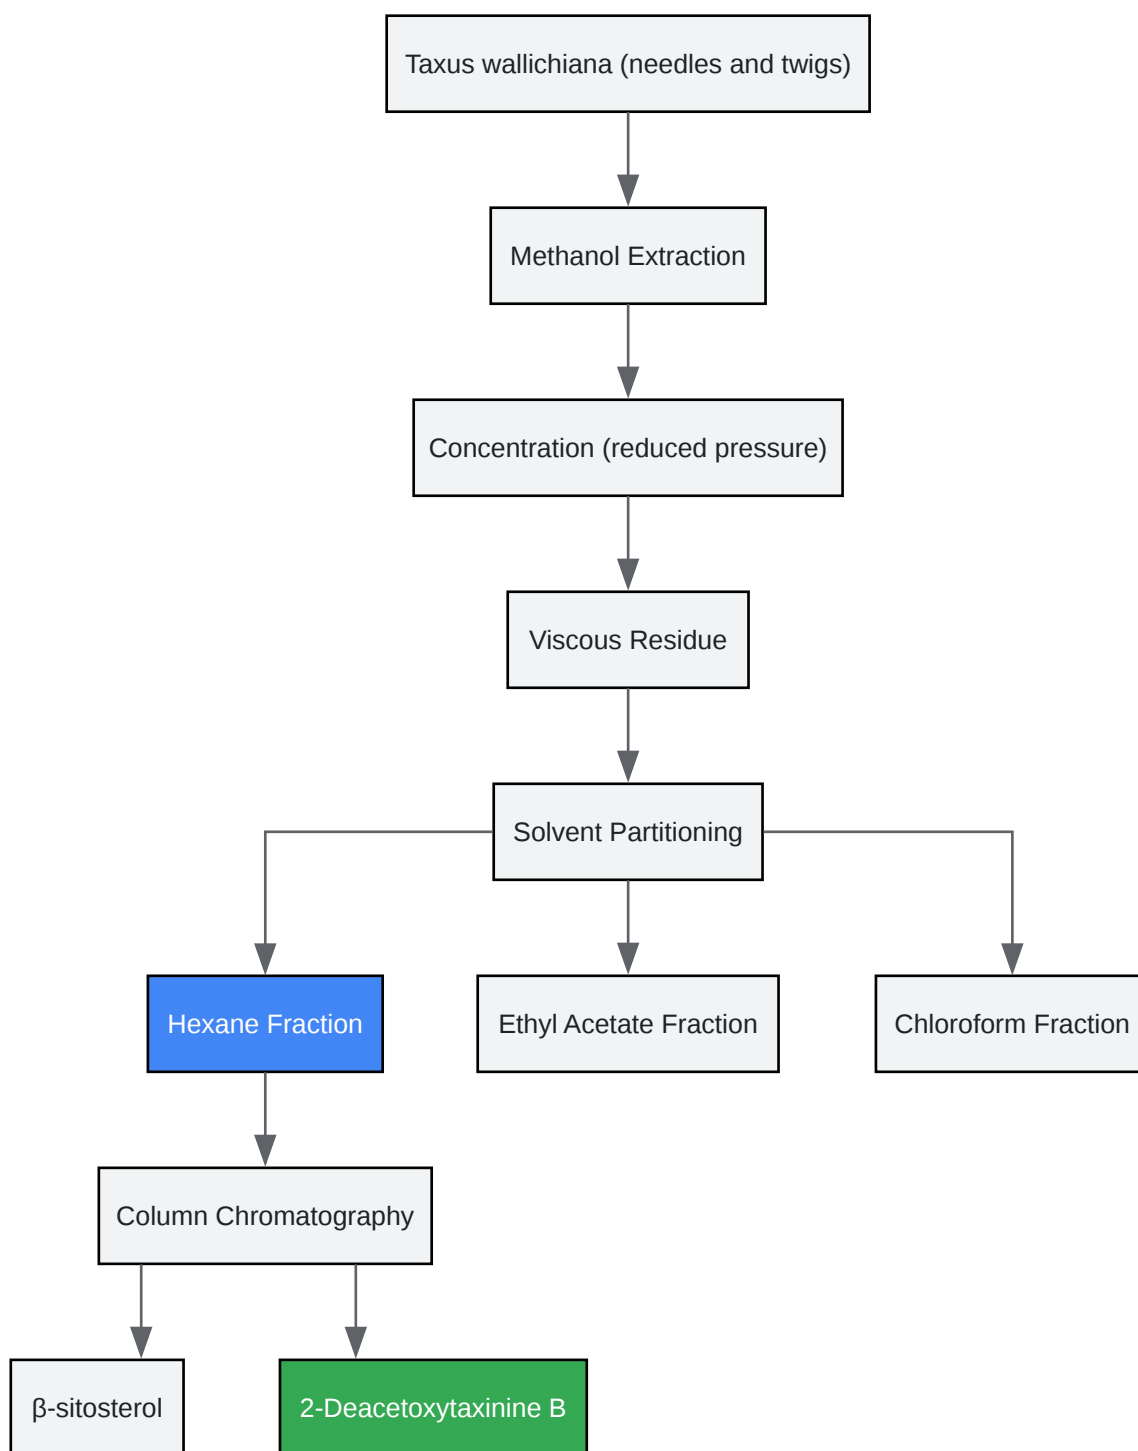 Taxus wallichiana (needles and twigs)
Methanol Extraction
Concentration (reduced pressure)
Viscous Residue
Solvent Partitioning
Hexane Fraction
Ethyl Acetate Fraction
Chloroform Fraction
Column Chromatography
β-sitosterol
2-Deacetoxytaxinine B